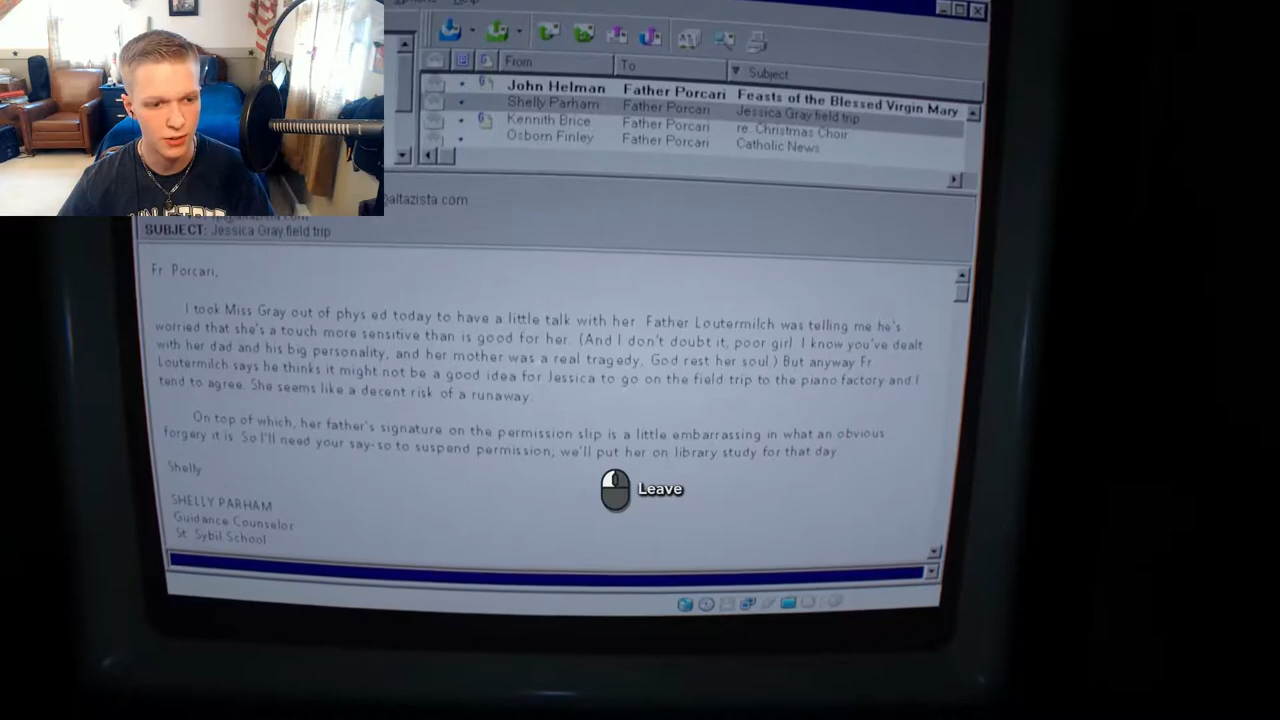 From To Subject
John Helman Father Porcari Feasts of the Blessed Virgin Mary
Shelly Parham Father Porcari Jessica Gray field trip
Kennith Brice Father Porcari re. Christmas Choir
Osborn Finley Father Porcari Catholic News
@altazista com
SUBJECT: Jessica Gray field trip
Fr Porcari,
I took Miss Gray out of phys ed today to have a little talk with her Father Loutermilch was telling me he's
worried that she's a touch more sensitive than is good for her. (And I don't doubt it, poor girl I know you've dealt
with her dad and his big personality, and her mother was a real tragedy, God rest her soul) But anyway Fr
Loutermilch says he thinks it might not be a good idea for Jessica to go on the field trip to the piano factory and I
tend to agree. She seems like a decent risk of a runaway.
On top of which, her father's signature on the permission slip is a little embarrassing in what an obvious
forgery it is. So I'll need your say-so to suspend permission; we'll put her on library study for that day
Leave
Shelly
SHELLY PARHAM
Guidance Counselor
St Sybil School